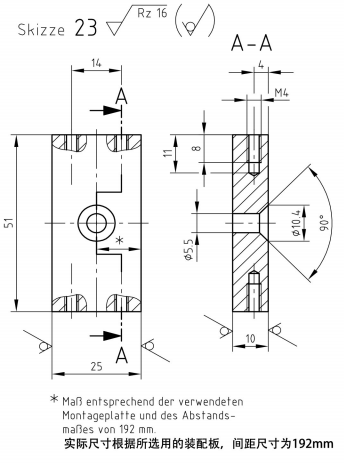 Skizze 23
Rz 16
(√)
14
A-A
4
A
M4
11
8
51
*
ø5.5
ø10.4
90°
A
25
10
* Maß entsprechend der verwendeten
Montageplatte und des Abstands-
maßes von 192 mm.
实际尺寸根据所选用的装配板，间距尺寸为192mm